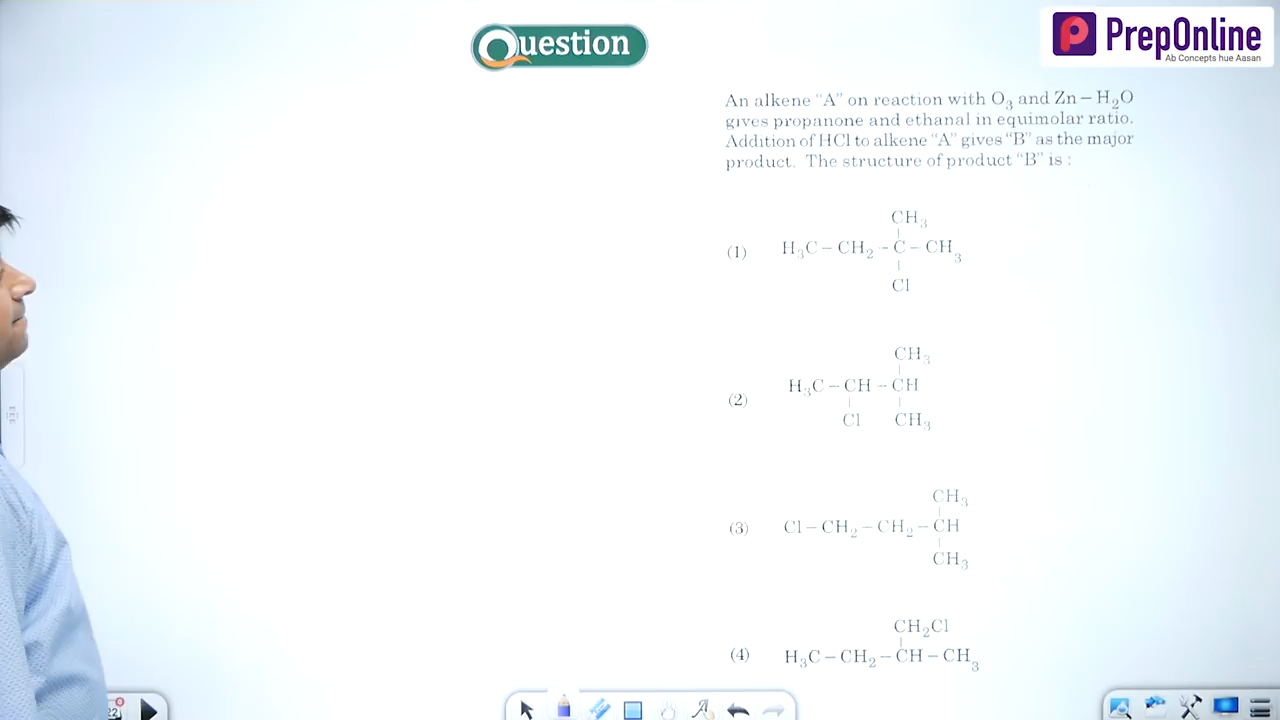 Question
PrepOnline
Ab Concepts hue Aasan
An alkene “A” on reaction with O₃ and Zn – H₂O
gives propanone and ethanal in equimolar ratio.
Addition of HCl to alkene “A” gives “B” as the major
product. The structure of product “B” is :
CH₃
(1) H₃C – CH₂ – C – CH₃
Cl
CH₃
(2) H₃C – CH – CH
Cl CH₃
CH₃
(3) Cl – CH₂ – CH₂ – CH
CH₃
CH₂Cl
(4) H₃C – CH₂ – CH – CH₃